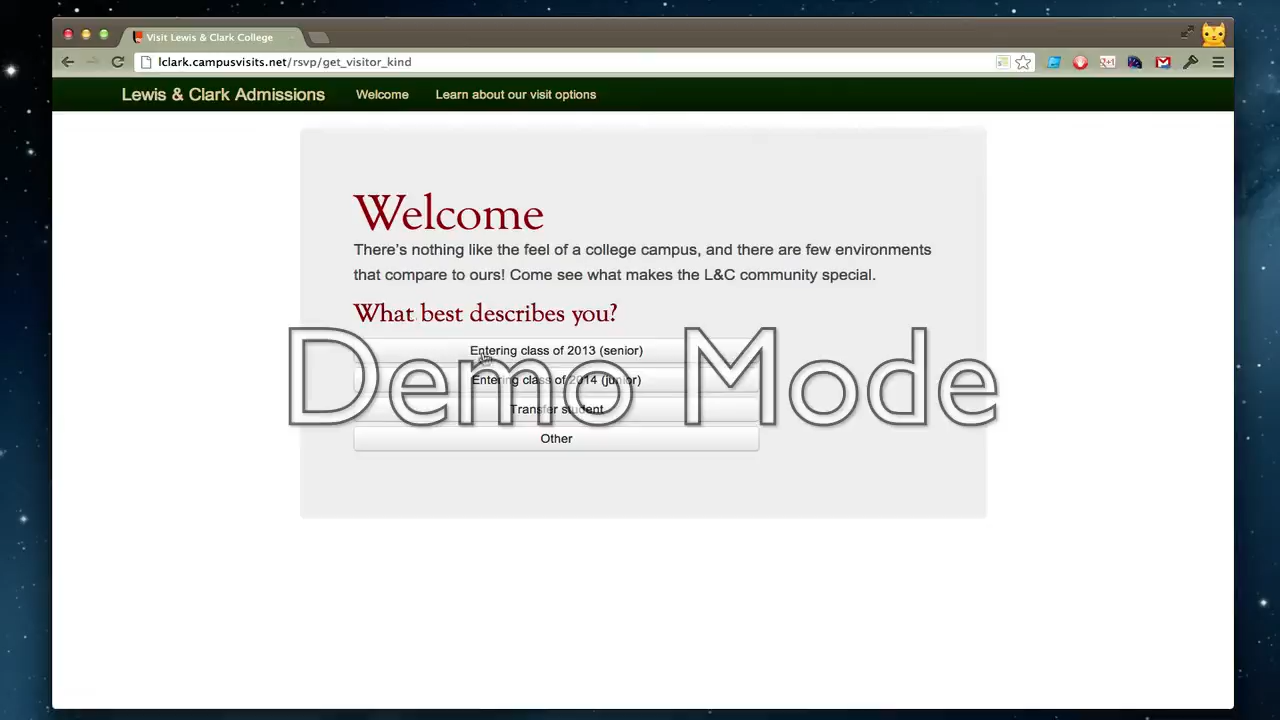 Visit Lewis & Clark College
lclark.campusvisits.net/rsvp/get_visitor_kind
Lewis & Clark Admissions Welcome Learn about our visit options
Welcome
There's nothing like the feel of a college campus, and there are few environments
that compare to ours! Come see what makes the L&C community special.
What best describes you?
Entering class of 2013 (senior)
Entering class of 2014 (junior)
Demo Mode
Transfer student
Other